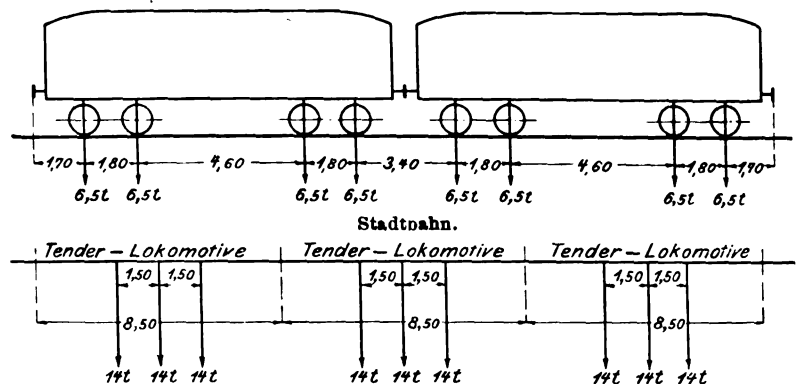 1,70 1,80 4,60 1,80 3,40 1,80 4,60 1,80 1,70
6,5t 6,5t 6,5t 6,5t 6,5t 6,5t 6,5t 6,5t
Stadtbahn.
Tender – Lokomotive Tender – Lokomotive Tender – Lokomotive
1,50 1,50 1,50 1,50 1,50 1,50
8,50 8,50 8,50
14t 14t 14t 14t 14t 14t 14t 14t 14t